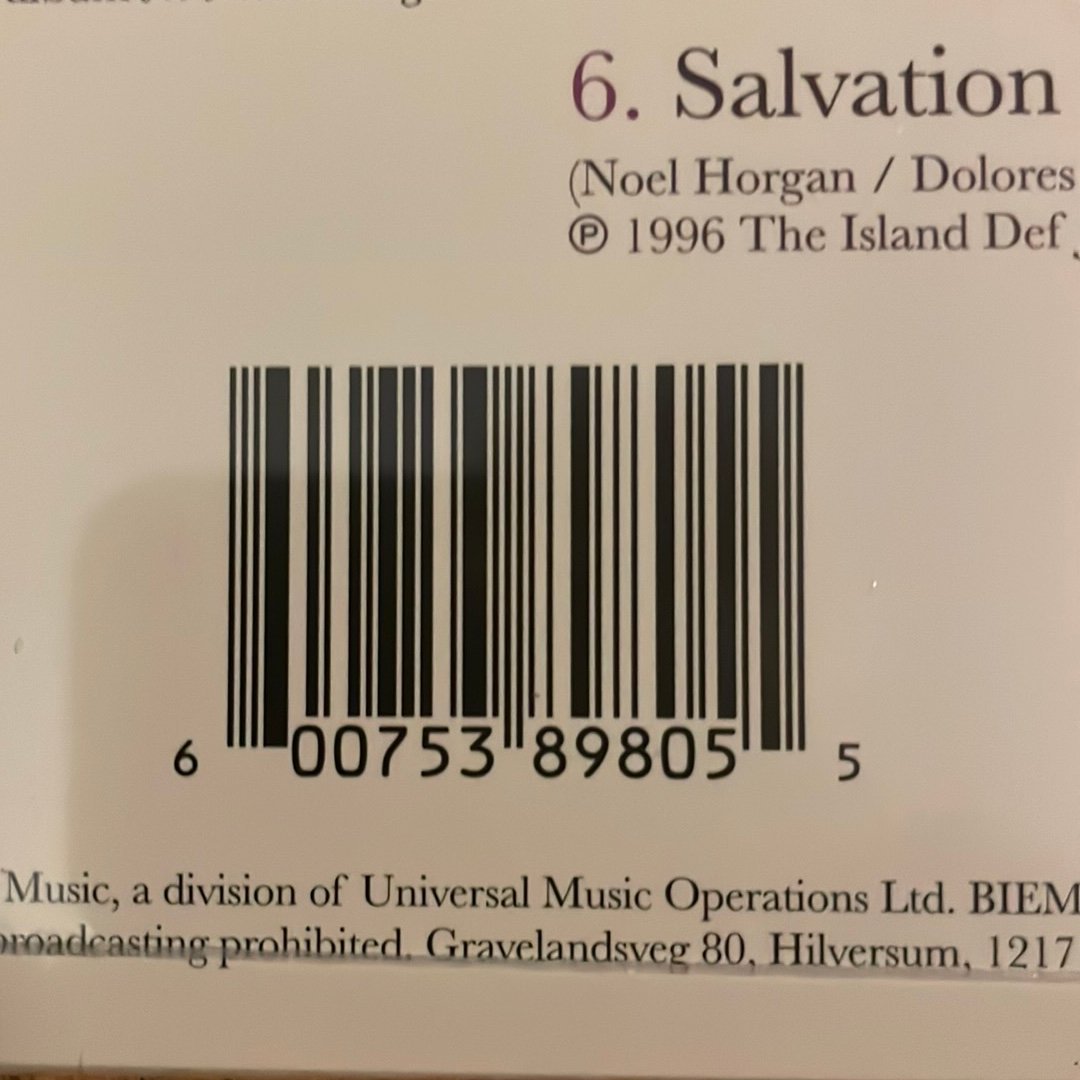 6. Salvation
(Noel Horgan / Dolores
℗ 1996 The Island Def
6 00753 89805 5
Music, a division of Universal Music Operations Ltd. BIEM
broadcasting prohibited. Gravelandsveg 80, Hilversum, 1217